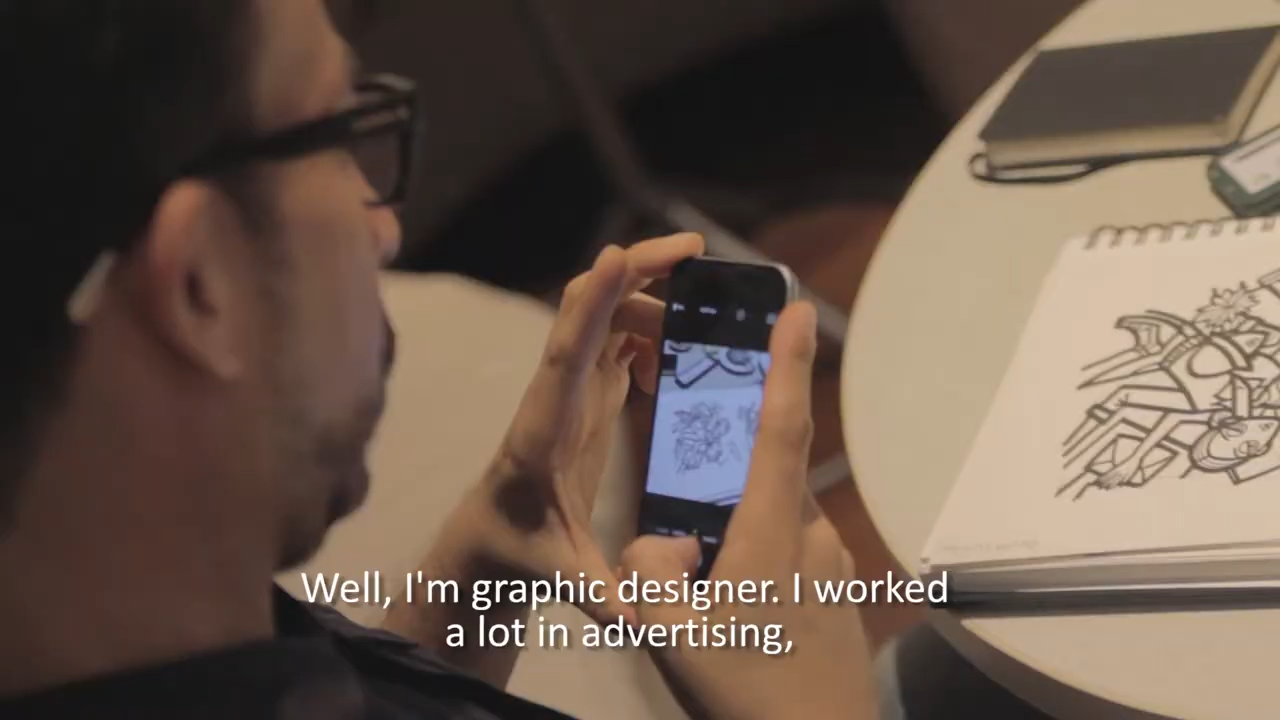 Well, I'm graphic designer. I worked
a lot in advertising,